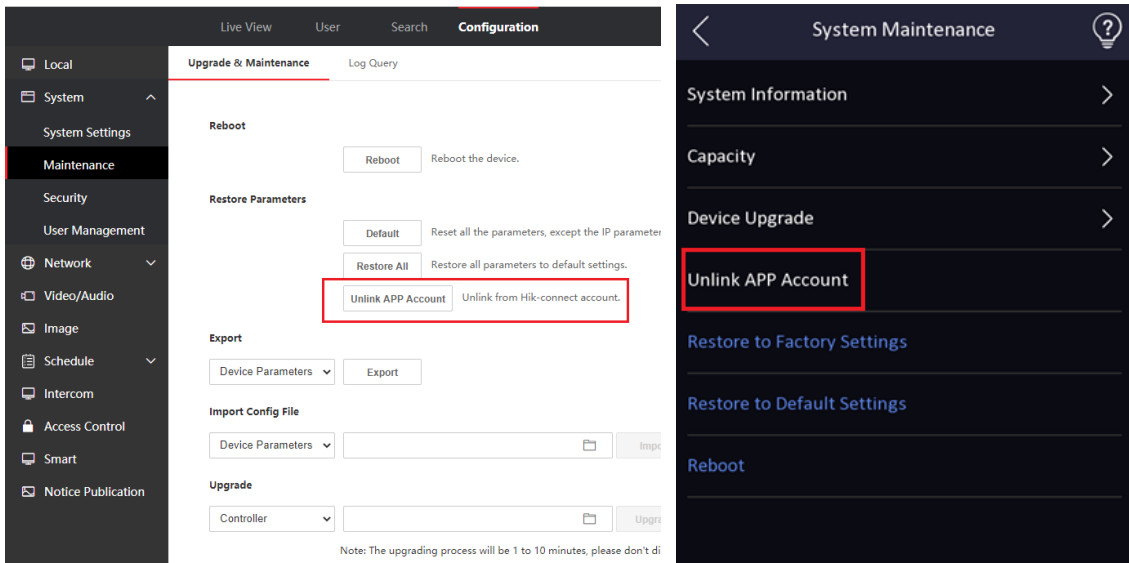 Live View User Search Configuration
Local
System
System Settings
Maintenance
Security
User Management
Network
Video/Audio
Image
Schedule
Intercom
Access Control
Smart
Notice Publication
Upgrade & Maintenance Log Query
Reboot
Reboot Reboot the device.
Restore Parameters
Default Reset all the parameters, except the IP parameter
Restore All Restore all parameters to default settings.
Unlink APP Account Unlink from Hik-connect account.
Export
Device Parameters Export
Import Config File
Device Parameters Impo
Upgrade
Controller Upgra
Note: The upgrading process will be 1 to 10 minutes, please don't di
System Maintenance ?
System Information
Capacity
Device Upgrade
Unlink APP Account
Restore to Factory Settings
Restore to Default Settings
Reboot